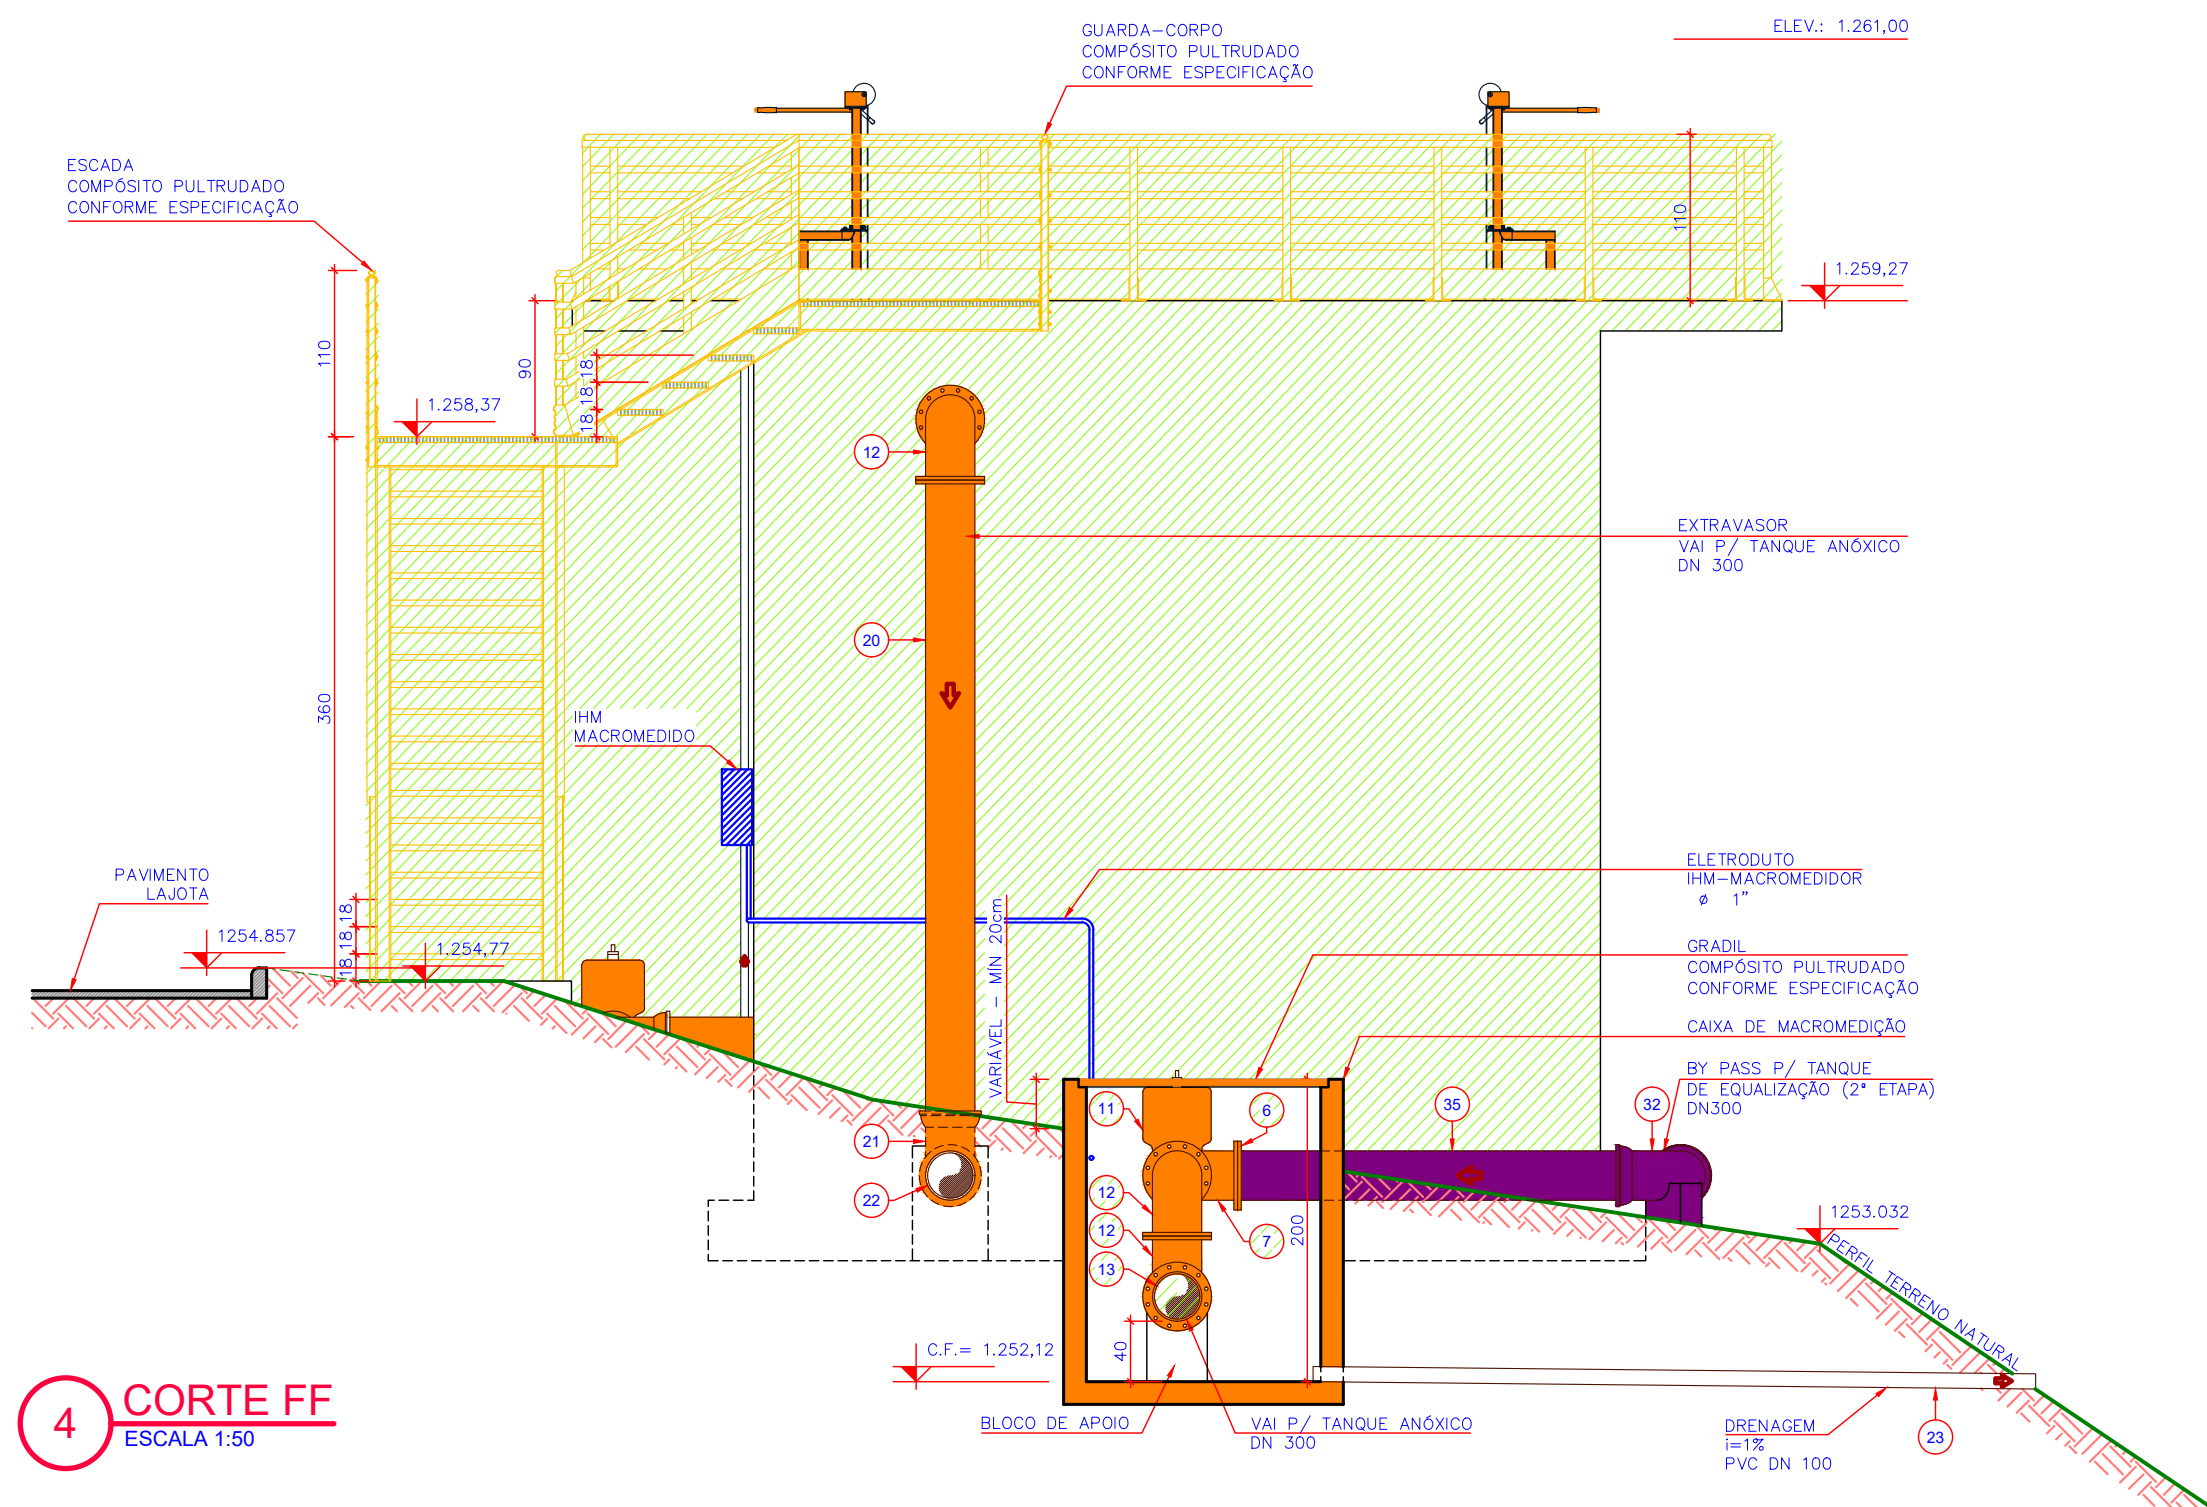 ELEV.: 1.261,00
GUARDA-CORPO
COMPÓSITO PULTRUDADO
CONFORME ESPECIFICAÇÃO
ESCADA
COMPÓSITO PULTRUDADO
CONFORME ESPECIFICAÇÃO
110
1.259,27
110
90
18 18 18
1.258,37
12
EXTRAVASOR
VAI P/ TANQUE ANÓXICO
DN 300
20
360
IHM
MACROMEDIDO
PAVIMENTO
LAJOTA
18 18 18
1254.857
1.254,77
VARIÁVEL - MÍN 20cm
ELETRODUTO
IHM-MACROMEDIDOR
ø 1"
GRADIL
COMPÓSITO PULTRUDADO
CONFORME ESPECIFICAÇÃO
CAIXA DE MACROMEDIÇÃO
BY PASS P/ TANQUE
DE EQUALIZAÇÃO (2ª ETAPA)
DN300
11
6
35
32
21
22
12
12
7
13
200
40
1253.032
PERFIL TERRENO NATURAL
C.F.= 1.252,12
BLOCO DE APOIO
VAI P/ TANQUE ANÓXICO
DN 300
DRENAGEM
i=1%
PVC DN 100
23
4
CORTE FF
ESCALA 1:50